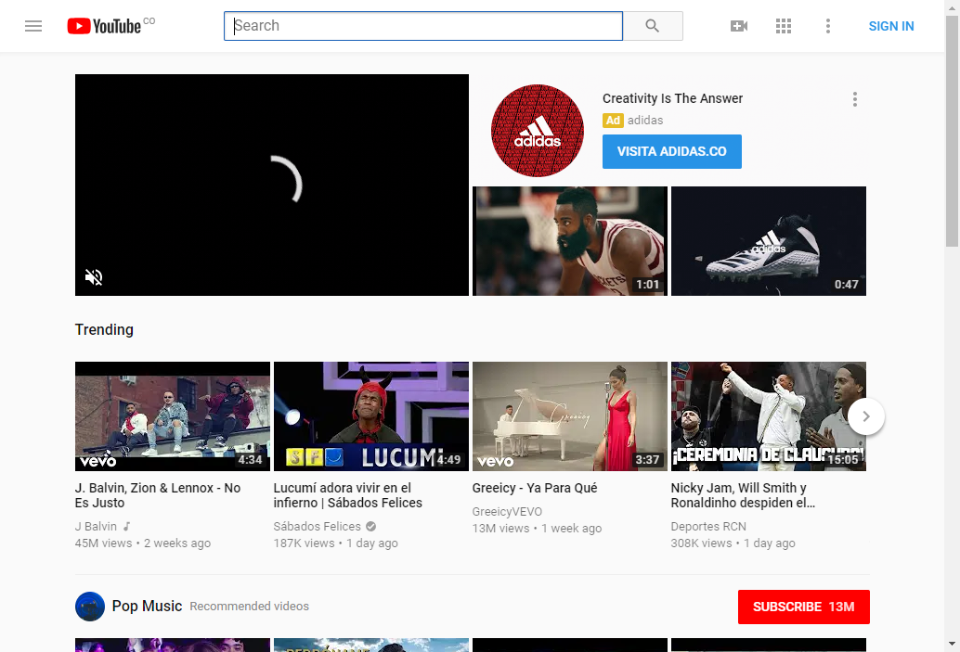 YouTube CO
Search
SIGN IN
Creativity Is The Answer
Ad adidas
VISITA ADIDAS.CO
adidas
adidas
1:01
0:47
Trending
vevo 4:34
SFD LUCUMÍ 4:49
Greeicy
vevo 3:37
¡CEREMONIA DE CLAUSURA!
15:05
J. Balvin, Zion & Lennox - No
Es Justo
J Balvin
45M views • 2 weeks ago
Lucumí adora vivir en el
infierno | Sábados Felices
Sábados Felices
187K views • 1 day ago
Greeicy - Ya Para Qué
GreeicyVEVO
13M views • 1 week ago
Nicky Jam, Will Smith y
Ronaldinho despiden el...
Deportes RCN
308K views • 1 day ago
Pop Music Recommended videos
SUBSCRIBE 13M